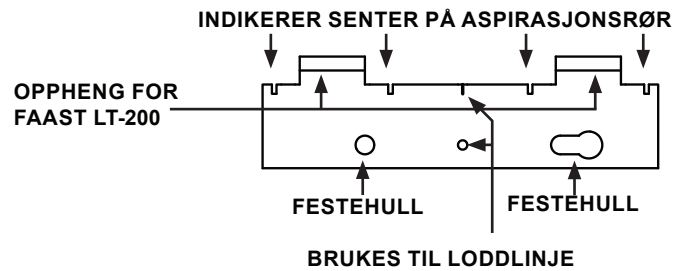 INDIKERER SENTER PÅ ASPIRASJONSRØR
OPPHENG FOR
FAAST LT-200
FESTEHULL
FESTEHULL
BRUKES TIL LODDLINJE